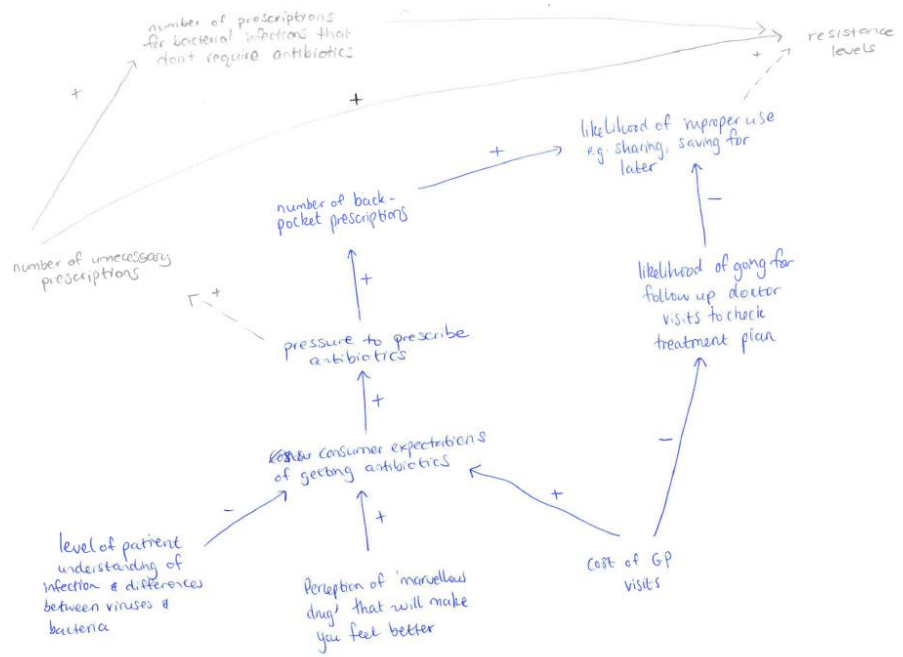 number of prescriptions
for bacterial infections that
don't require antibiotics
resistance
levels
+
+
+
likelihood of improper use
e.g. sharing, saving for
later
+
number of back-
pocket prescriptions
−
number of unnecessary
prescriptions
+
+
likelihood of gong for
follow up doctor
visits to check
treatment plan
pressure to prescribe
antibiotics
+
−
consumer expectations
of getting antibiotics
+
−
+
level of patient
understanding of
infection & differences
between viruses &
bacteria
Perception of 'marvellous
drug' that will make
you feel better
cost of GP
visits